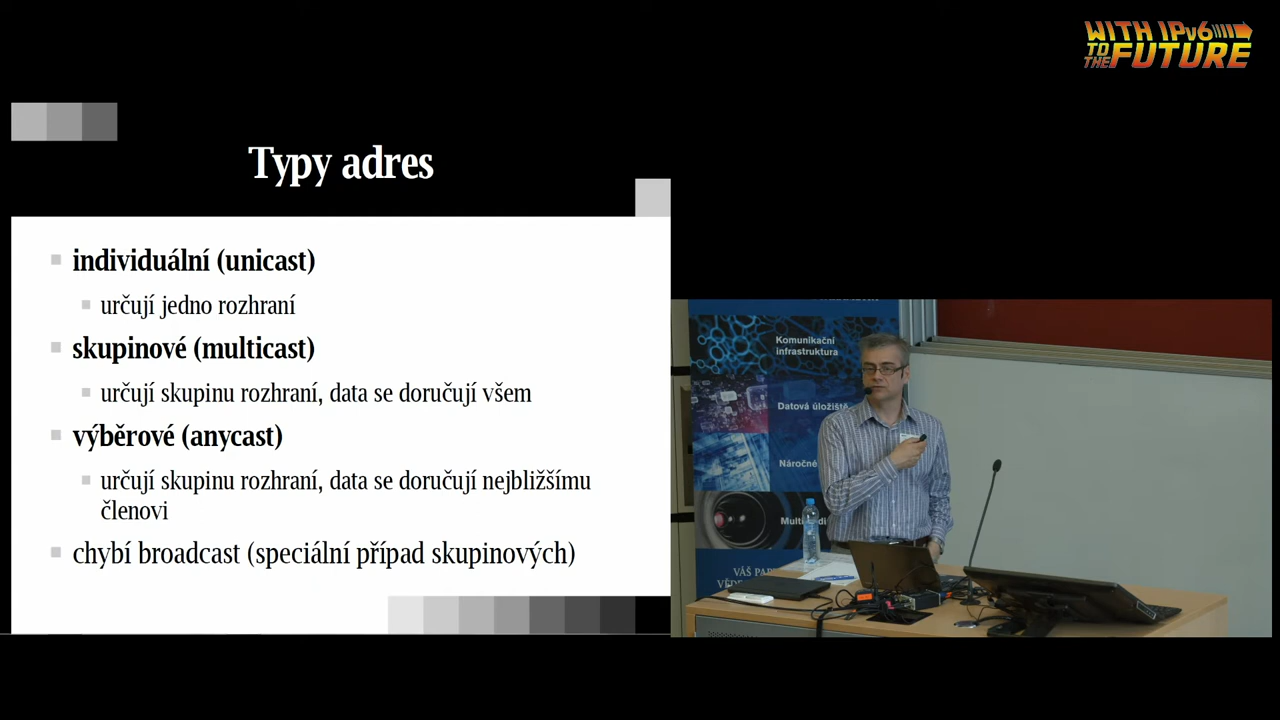 WITH IPv6
TO THE FUTURE
Typy adres
individuální (unicast)
určují jedno rozhraní
skupinové (multicast)
určují skupinu rozhraní, data se doručují všem
výběrové (anycast)
určují skupinu rozhraní, data se doručují nejbližšímu
členovi
chybí broadcast (speciální případ skupinových)
Komunikační
infrastruktura
Datová úložiště
Náročné
VÁŠ